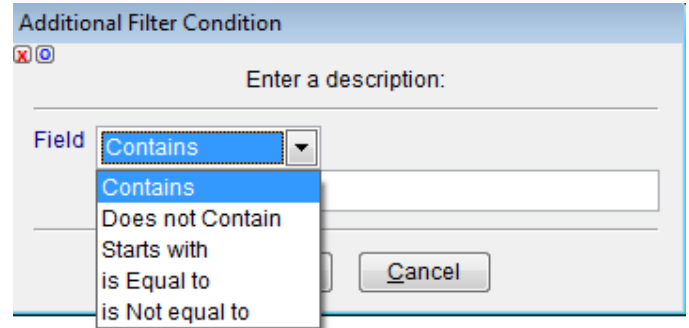 Additional Filter Condition
X O
Enter a description:
Field Contains
Contains
Does not Contain
Starts with
is Equal to
Cancel
is Not equal to